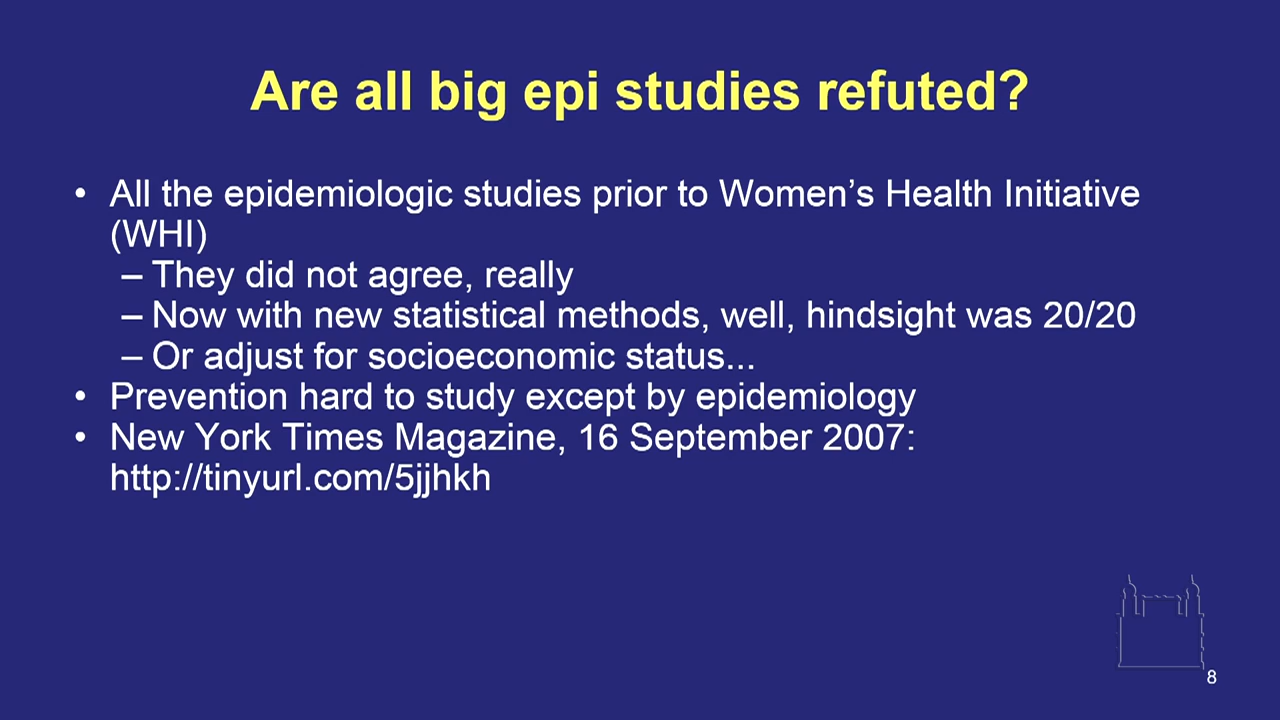 Are all big epi studies refuted?
• All the epidemiologic studies prior to Women’s Health Initiative
(WHI)
– They did not agree, really
– Now with new statistical methods, well, hindsight was 20/20
– Or adjust for socioeconomic status...
• Prevention hard to study except by epidemiology
• New York Times Magazine, 16 September 2007:
http://tinyurl.com/5jjhkh
8